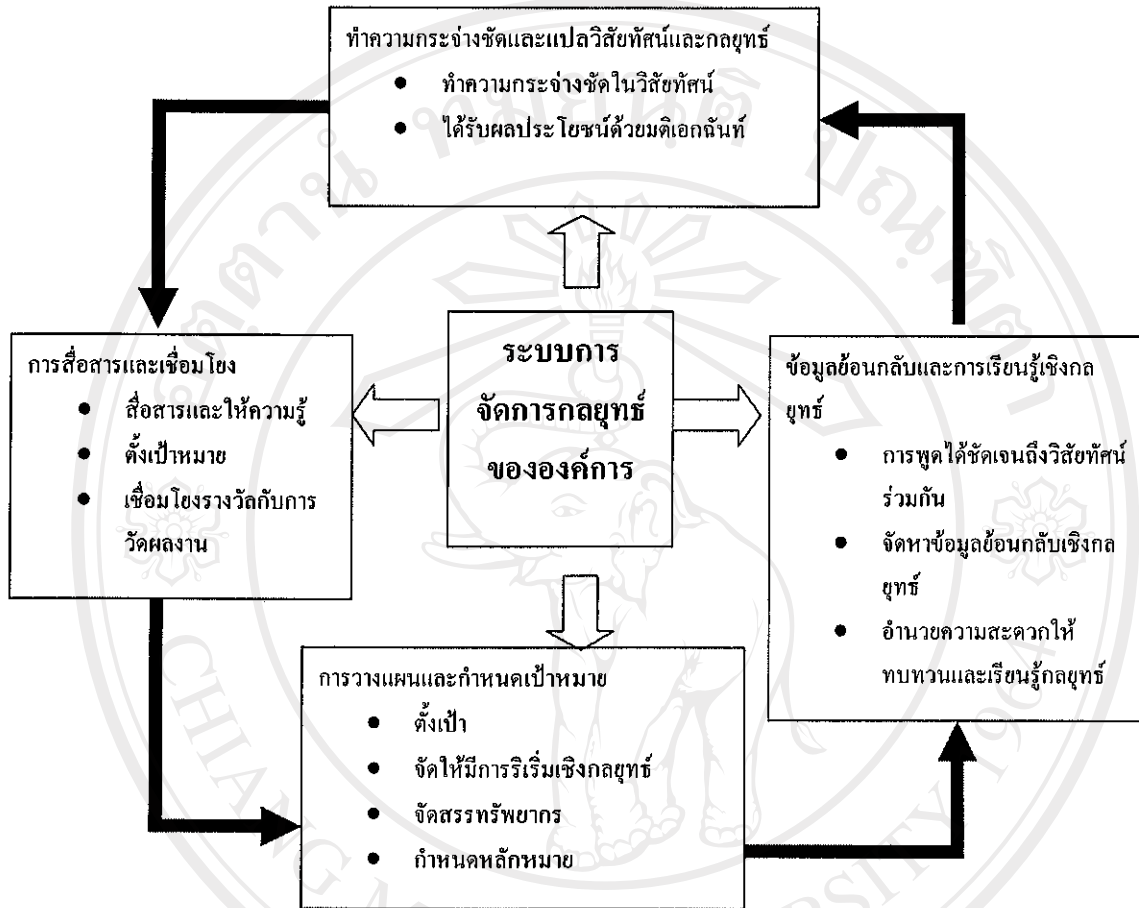 ทำความกระจ่างชัดและแปลวิสัยทัศน์และกลยุทธ์
● ทำความกระจ่างชัดในวิสัยทัศน์
● ได้รับผลประโยชน์ด้วยมติเอกฉันท์
การสื่อสารและเชื่อมโยง
● สื่อสารและให้ความรู้
● ตั้งเป้าหมาย
● เชื่อมโยงรางวัลกับการ
วัดผลงาน
ระบบการ
จัดการกลยุทธ์
ขององค์การ
ข้อมูลย้อนกลับและการเรียนรู้เชิงกล
ยุทธ์
● การพูดได้ชัดเจนถึงวิสัยทัศน์
ร่วมกัน
● จัดหาข้อมูลย้อนกลับเชิงกล
ยุทธ์
● อำนวยความสะดวกให้
ทบทวนและเรียนรู้กลยุทธ์
การวางแผนและกำหนดเป้าหมาย
● ตั้งเป้า
● จัดให้มีการริเริ่มเชิงกลยุทธ์
● จัดสรรทรัพยากร
● กำหนดหลักหมาย